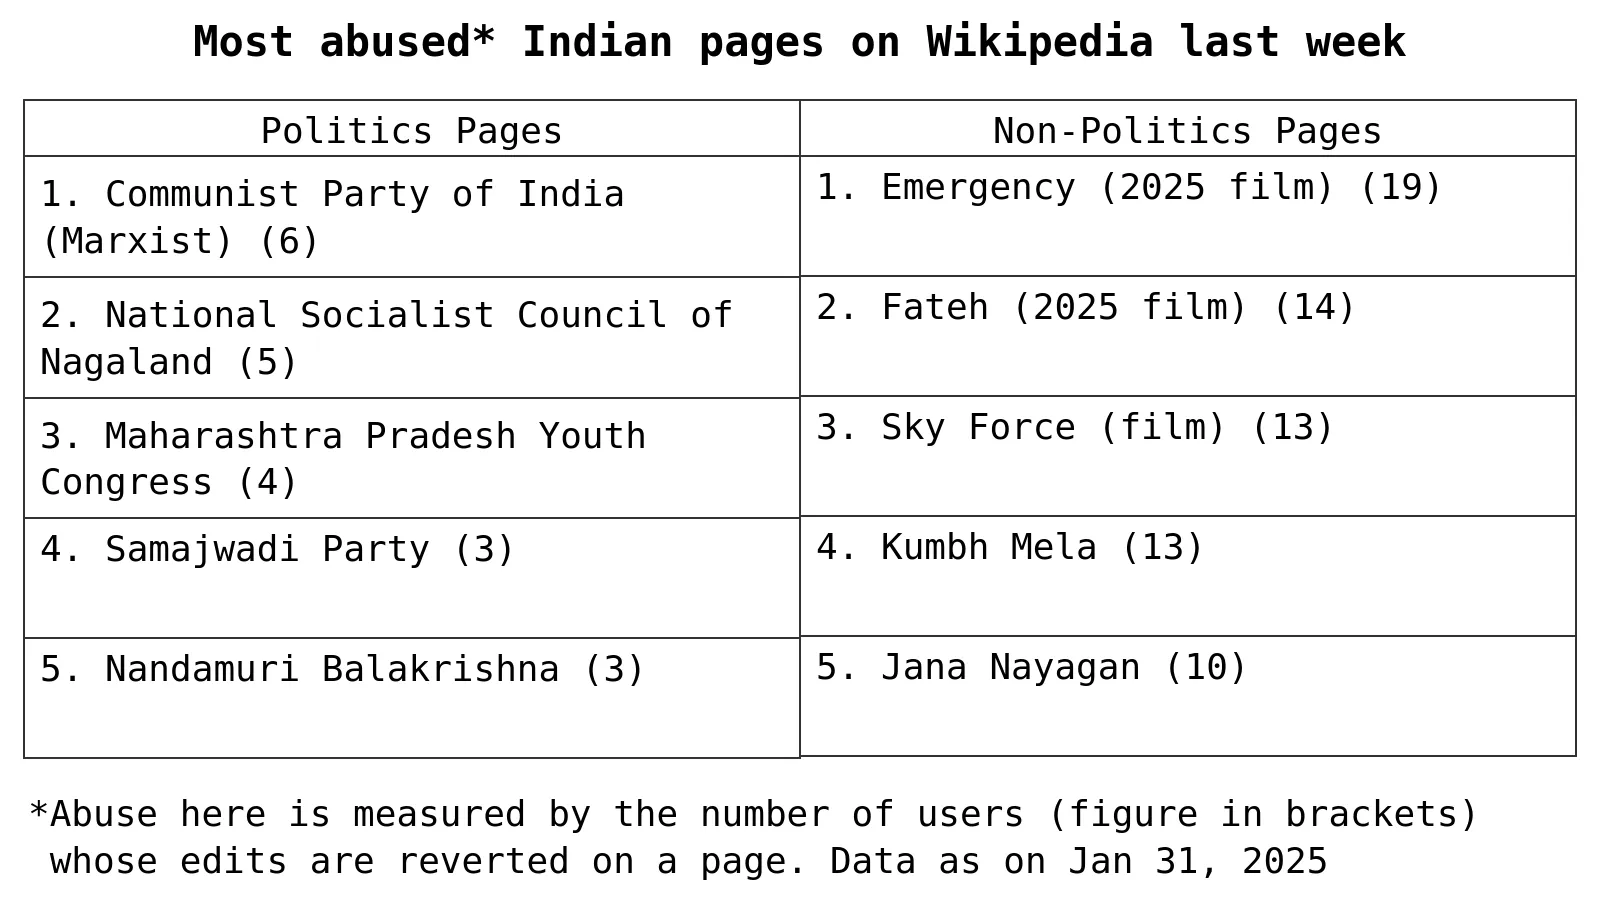 Most abused* Indian pages on Wikipedia last week
Politics Pages
1. Communist Party of India
(Marxist) (6)
2. National Socialist Council of
Nagaland (5)
3. Maharashtra Pradesh Youth
Congress (4)
4. Samajwadi Party (3)
5. Nandamuri Balakrishna (3)
Non-Politics Pages
1. Emergency (2025 film) (19)
2. Fateh (2025 film) (14)
3. Sky Force (film) (13)
4. Kumbh Mela (13)
5. Jana Nayagan (10)
*Abuse here is measured by the number of users (figure in brackets)
whose edits are reverted on a page. Data as on Jan 31, 2025